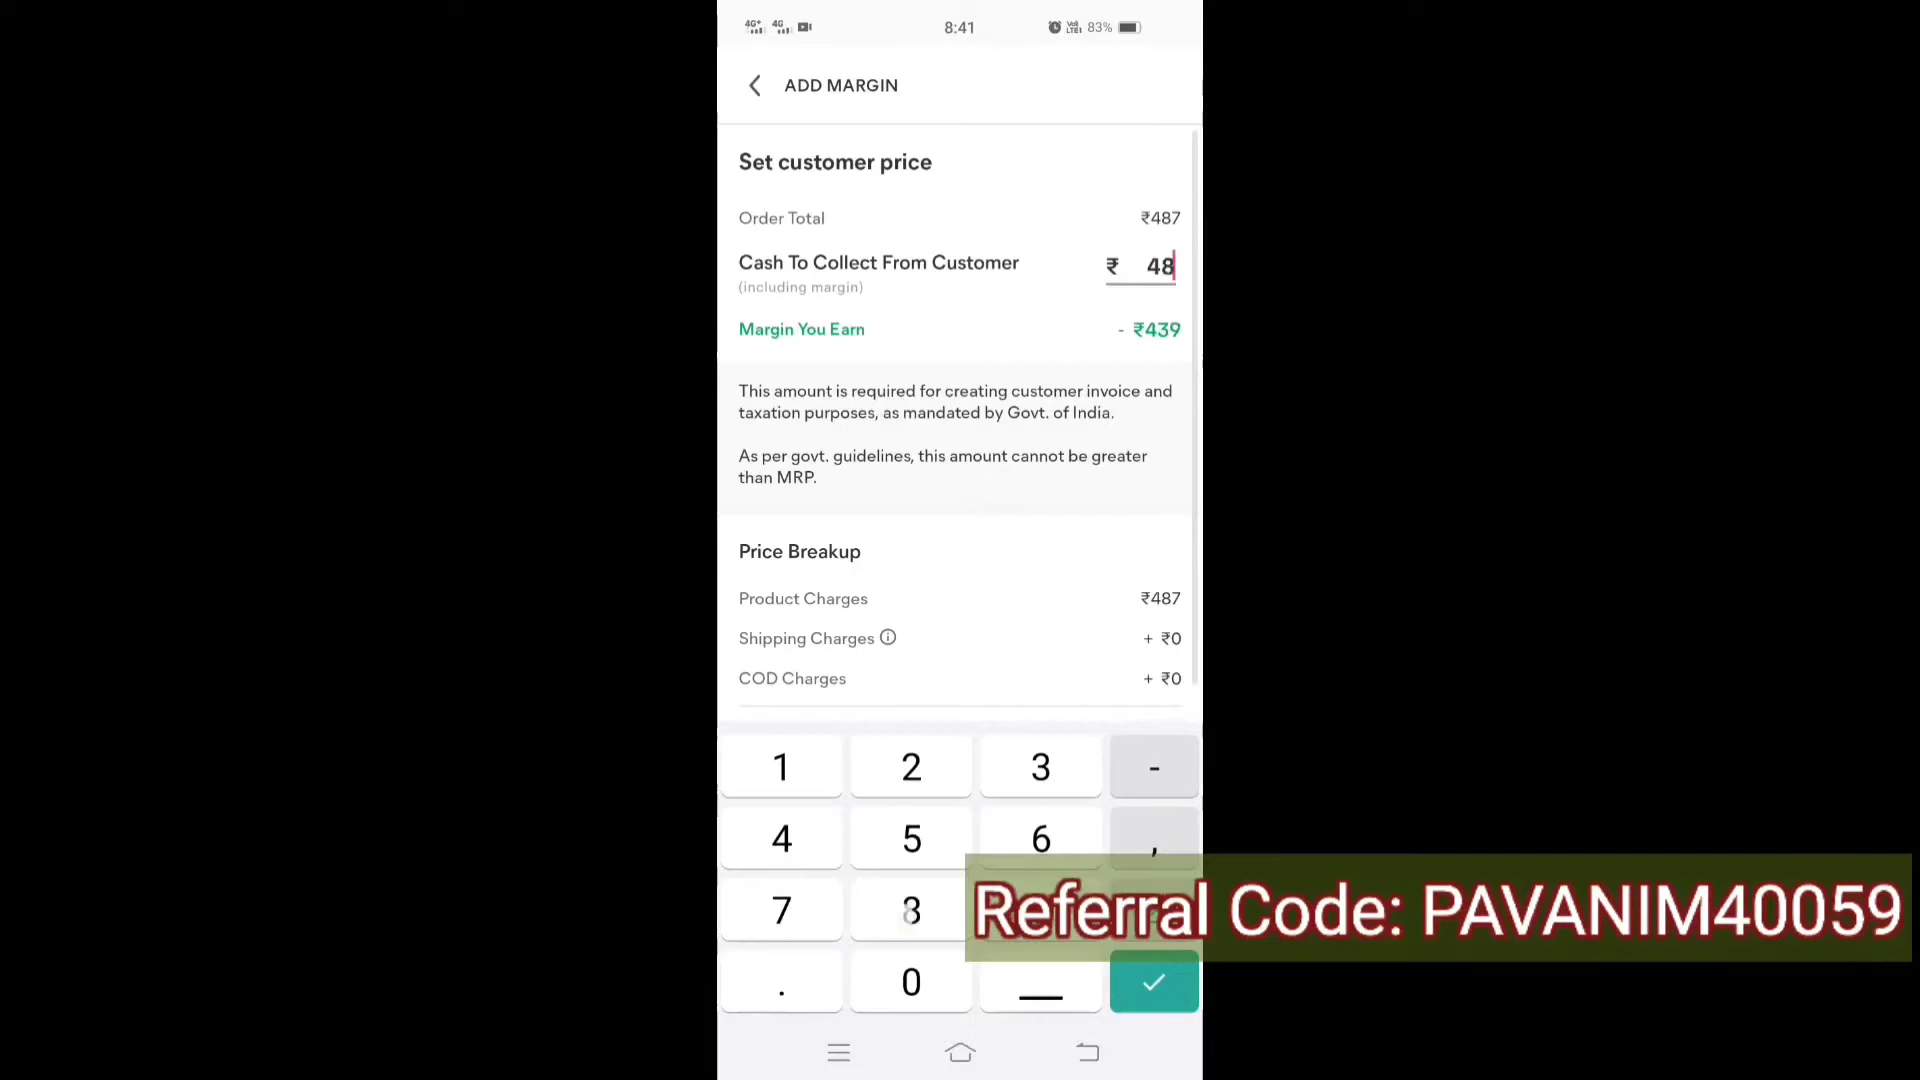 4G+ 4G 8:41 VoI LTE1 83%
ADD MARGIN
Set customer price
Order Total ₹487
Cash To Collect From Customer ₹ 48
(including margin)
Margin You Earn - ₹439
This amount is required for creating customer invoice and
taxation purposes, as mandated by Govt. of India.
As per govt. guidelines, this amount cannot be greater
than MRP.
Price Breakup
Product Charges ₹487
Shipping Charges + ₹0
COD Charges + ₹0
1 2 3 -
4 5 6 ,
7 8
Referral Code: PAVANIM40059
. 0